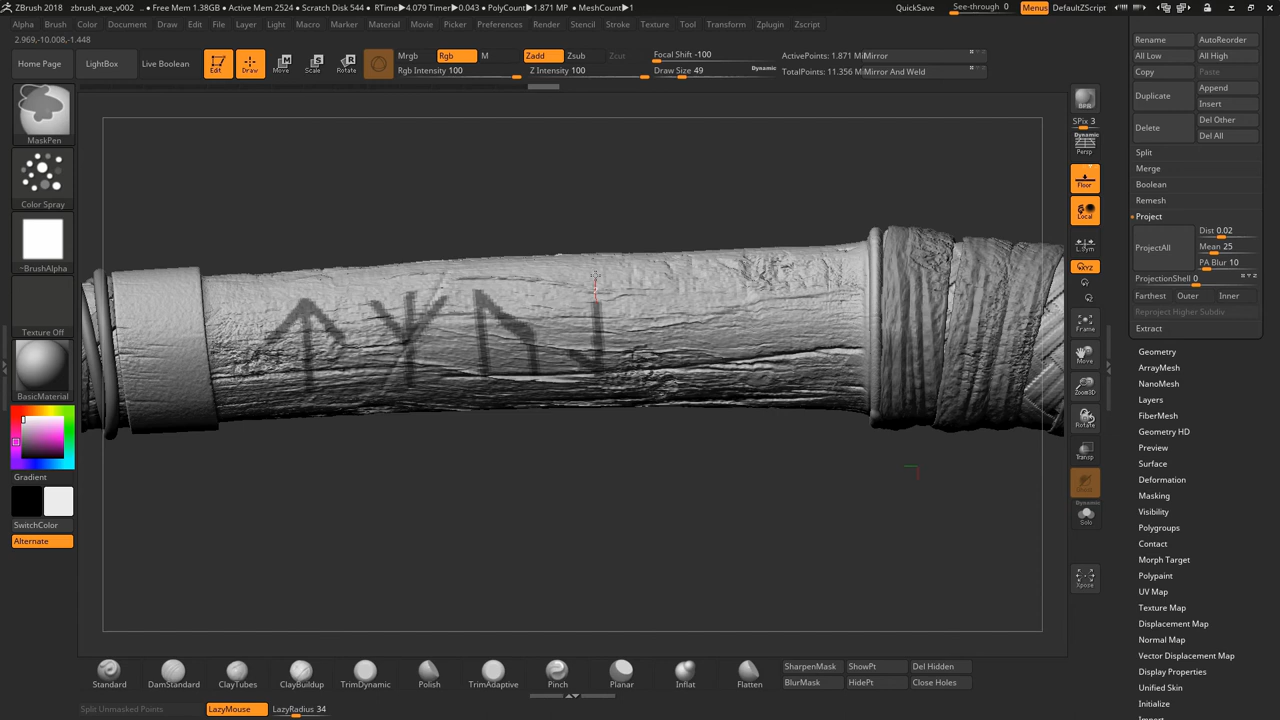 ZBrush 2018 zbrush_axe_v002 .. • Free Mem 1.38GB • Active Mem 2524 • Scratch Disk 544 • RTime▶4.079 Timer▶0.043 • PolyCount▶1.871 MP • MeshCount▶1 QuickSave See-through 0 Menus DefaultZScript
Alpha Brush Color Document Draw Edit File Layer Light Macro Marker Material Movie Picker Preferences Render Stencil Stroke Texture Tool Transform Zplugin Zscript
2.969,-10.008,-1.448
Home Page LightBox Live Boolean Edit Draw Move Scale Rotate
Mrgb Rgb M Zadd Zsub Zcut Focal Shift -100 ActivePoints: 1.871 Mi Mirror
Rgb Intensity 100 Z Intensity 100 Draw Size 49 Dynamic TotalPoints: 11.356 Mi Mirror And Weld
MaskPen
Color Spray
~BrushAlpha
Texture Off
BasicMaterial
Gradient
SwitchColor
Alternate
BPR
SPix 3
Dynamic
Persp
Floor
Local
L.Sym
XYZ
Frame
Move
Zoom3D
Rotate
Transp
Ghost
Dynamic
Solo
Xpose
Rename AutoReorder
All Low All High
Copy Paste
Duplicate Append
Insert
Delete Del Other
Del All
Split
Merge
Boolean
Remesh
Project
ProjectAll Dist 0.02
Mean 25
PA Blur 10
ProjectionShell 0
Farthest Outer Inner
Reproject Higher Subdiv
Extract
Geometry
ArrayMesh
NanoMesh
Layers
FiberMesh
Geometry HD
Preview
Surface
Deformation
Masking
Visibility
Polygroups
Contact
Morph Target
Polypaint
UV Map
Texture Map
Displacement Map
Normal Map
Vector Displacement Map
Display Properties
Unified Skin
Initialize
Import
Standard DamStandard ClayTubes ClayBuildup TrimDynamic Polish TrimAdaptive Pinch Planar Inflat Flatten
SharpenMask ShowPt Del Hidden
BlurMask HidePt Close Holes
Split Unmasked Points LazyMouse LazyRadius 34